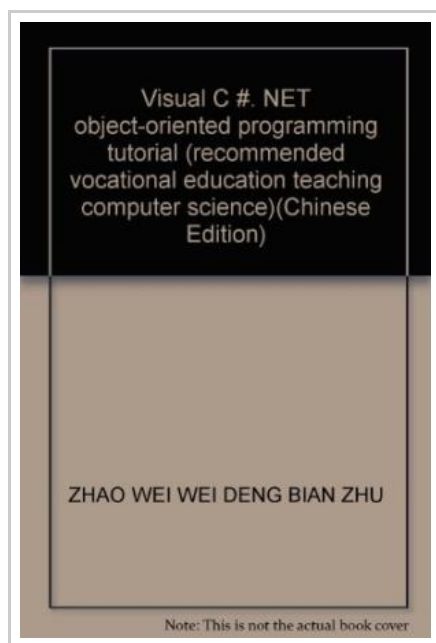 Visual C #. NET
object-oriented programming
tutorial (recommended
vocational education teaching
computer science)(Chinese
Edition)
ZHAO WEI WEI DENG BIAN ZHU
Note: This is not the actual book cover